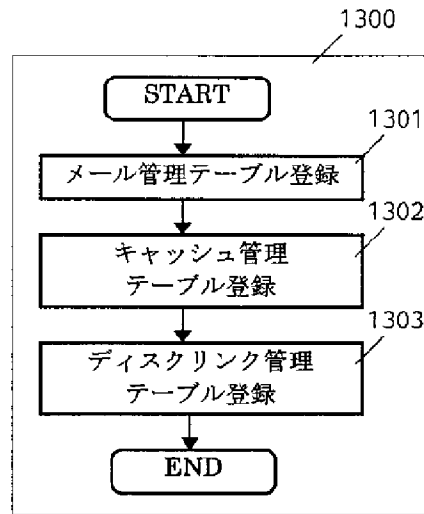 1300
START
1301
メール管理テーブル登録
1302
キャッシュ管理
テーブル登録
1303
ディスクリンク管理
テーブル登録
END